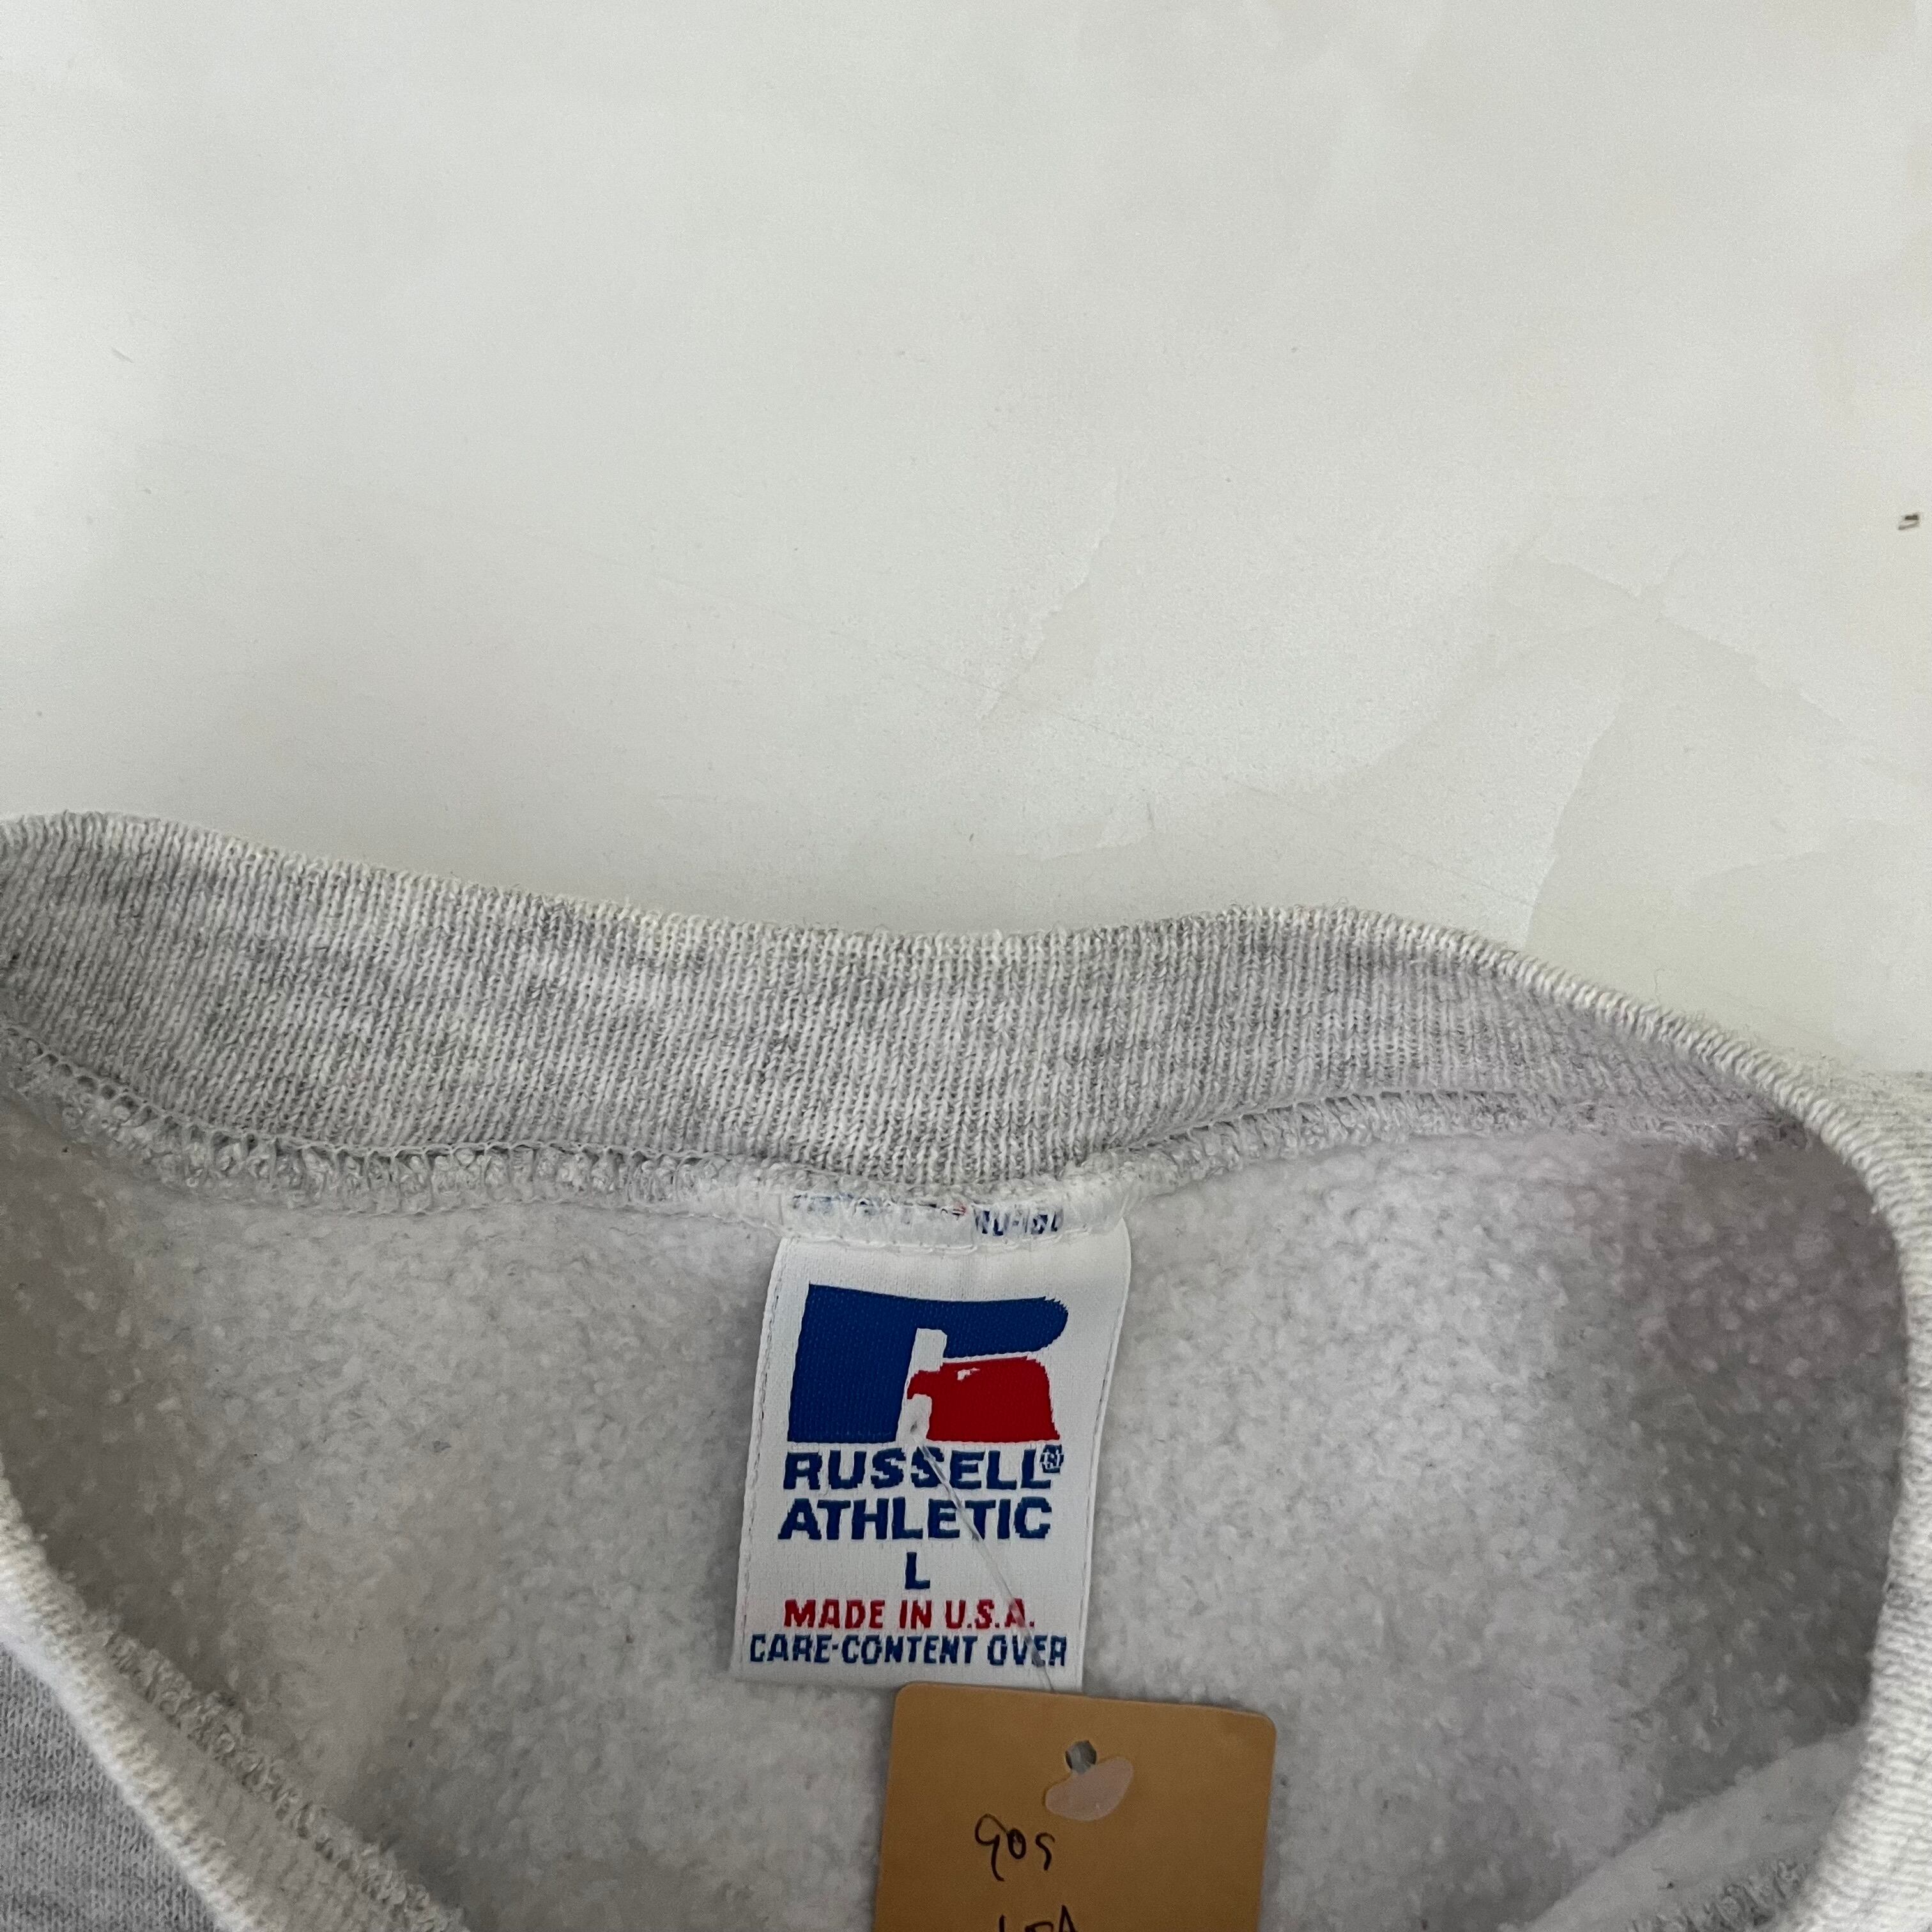 RUSSELL®
ATHLETIC
L
MADE IN U.S.A.
CARE-CONTENT OVER
90s